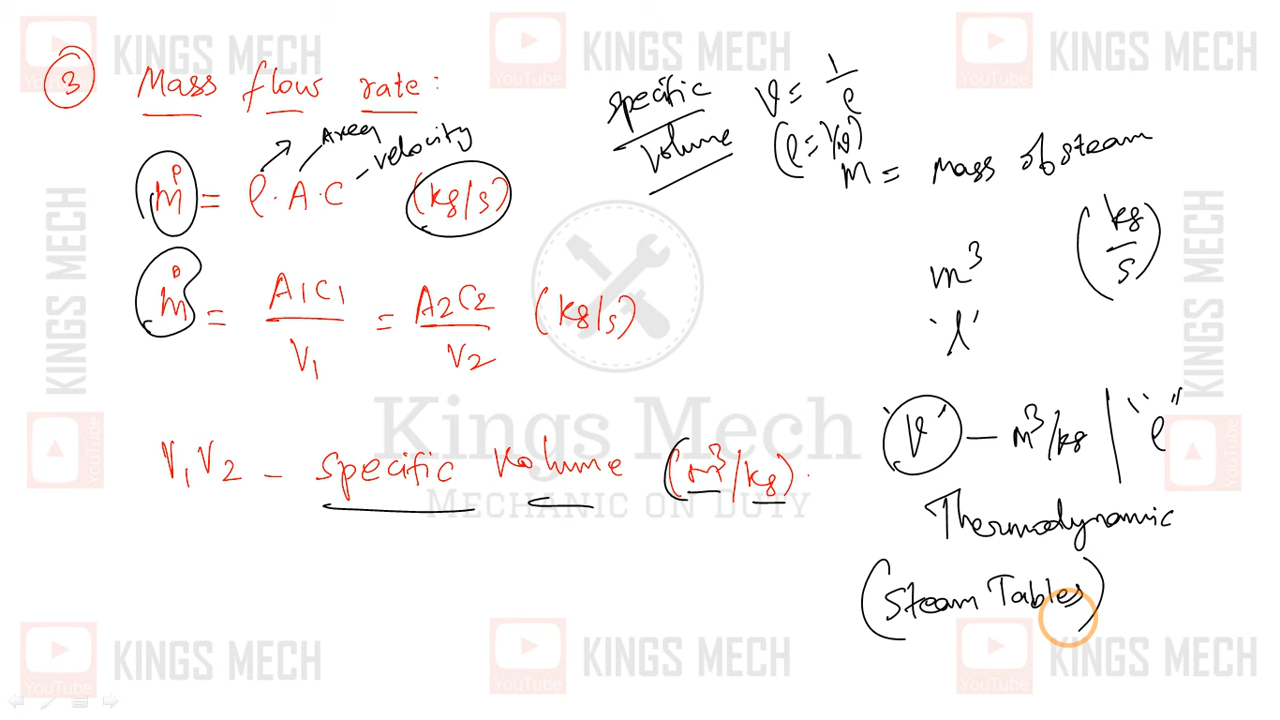 3 Mass flow rate:
specific volume v = 1/ρ
(ρ = 1/v)
Area
velocity
ṁ = ρ.A.C (kg/s)
m = Mass of steam
(kg/s)
ṁ = A1C1/V1 = A2C2/V2 (kg/s)
m³
'l'
V1 V2 - specific volume (m³/kg).
'v' - m³/kg | "ρ"
Thermodynamic
(Steam Tables)
KINGS MECH
YouTube
Kings Mech
MECHANIC ON DUTY